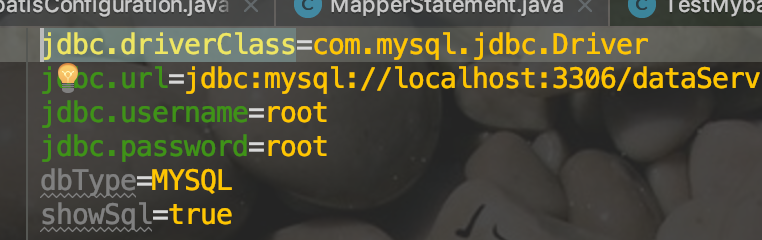 batisConfiguration.java × C MapperStatement.java × C TestMyba
jdbc.driverClass=com.mysql.jdbc.Driver
jdbc.url=jdbc:mysql://localhost:3306/dataServ
jdbc.username=root
jdbc.password=root
dbType=MYSQL
showSql=true